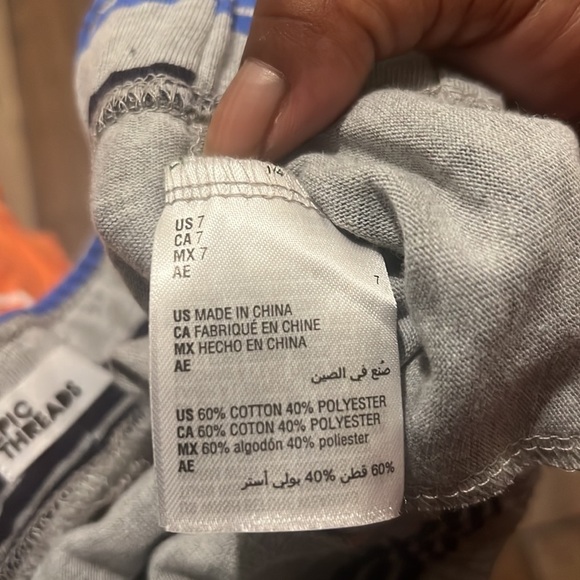 US 7
CA 7
MX 7
AE
7
US MADE IN CHINA
CA FABRIQUÉ EN CHINE
MX HECHO EN CHINA
AE
صُنع في الصين
US 60% COTTON 40% POLYESTER
CA 60% COTON 40% POLYESTER
MX 60% algodón 40% poliester
AE
60% قطن 40% بولي أستر
PIC
THREADS